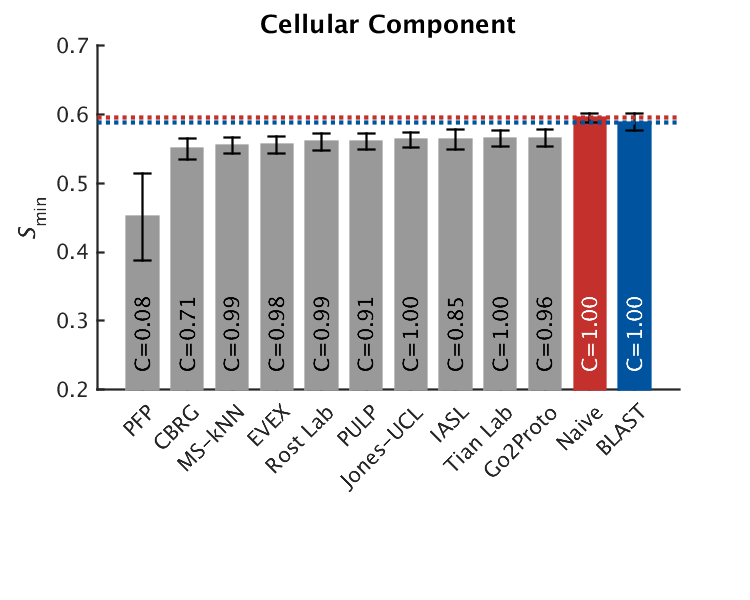 Cellular Component
0.7
0.6
0.5
0.4
0.3
0.2
Smin
C=0.08
C=0.71
C=0.99
C=0.98
C=0.99
C=0.91
C=1.00
C=0.85
C=1.00
C=0.96
C=1.00
C=1.00
PFP
CBRG
MS-kNN
EVEX
Rost Lab
PULP
Jones-UCL
IASL
Tian Lab
Go2Proto
Naive
BLAST